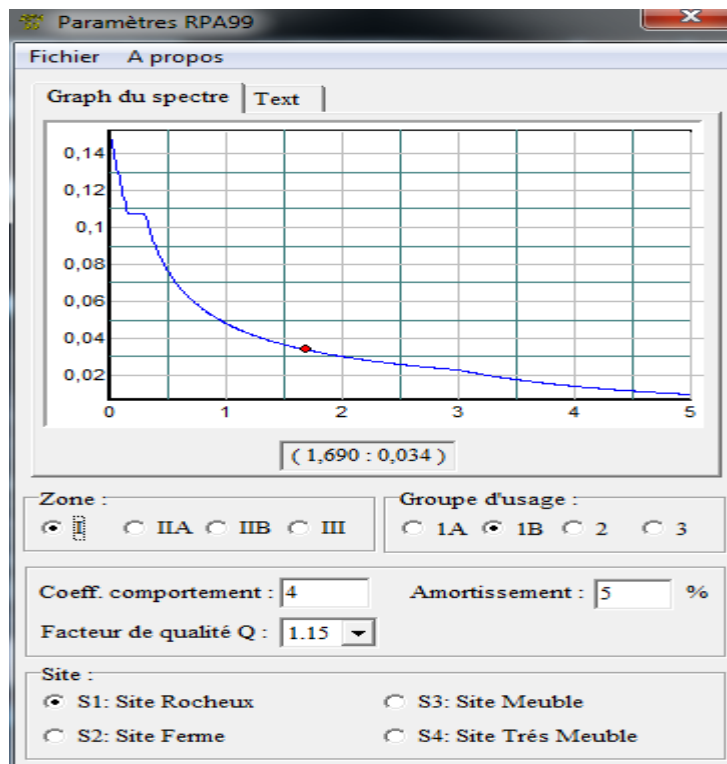 Paramètres RPA99
Fichier A propos
Graph du spectre Text
0,14
0,12
0,1
0,08
0,06
0,04
0,02
0 1 2 3 4 5
( 1,690 : 0,034 )
Zone :
I IIA IIB III
Groupe d'usage :
1A 1B 2 3
Coeff. comportement : 4 Amortissement : 5 %
Facteur de qualité Q : 1.15
Site :
S1: Site Rocheux S3: Site Meuble
S2: Site Ferme S4: Site Trés Meuble